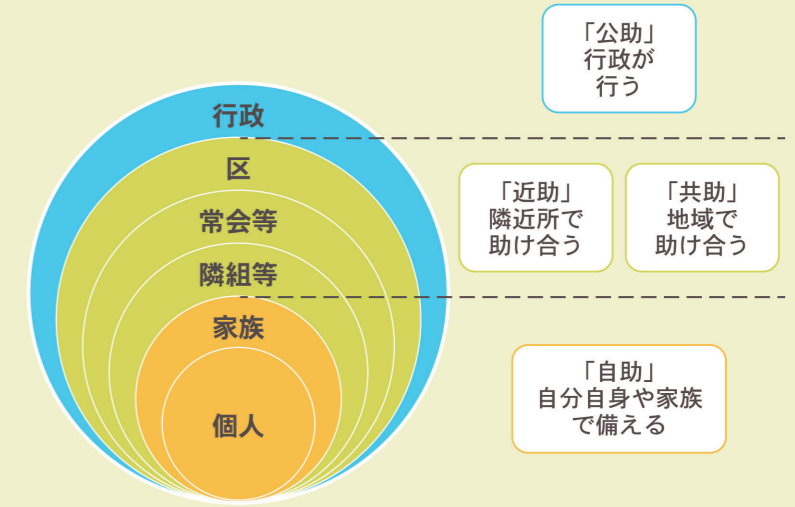 行政
区
常会等
隣組等
家族
個人
「公助」
行政が
行う
「近助」
隣近所で
助け合う
「共助」
地域で
助け合う
「自助」
自分自身や家族
で備える